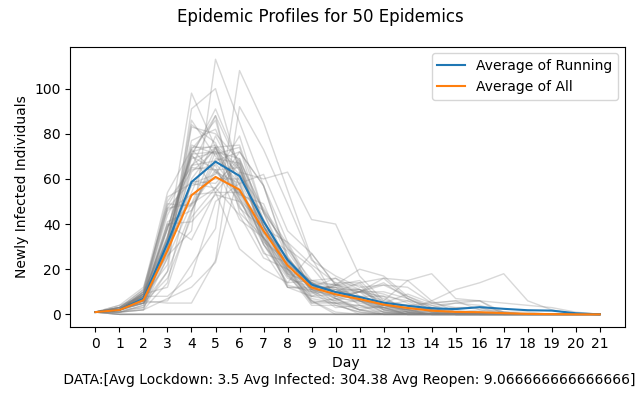 Epidemic Profiles for 50 Epidemics
Average of Running
Average of All
Newly Infected Individuals
100
80
60
40
20
0
0 1 2 3 4 5 6 7 8 9 10 11 12 13 14 15 16 17 18 19 20 21
Day
DATA:[Avg Lockdown: 3.5 Avg Infected: 304.38 Avg Reopen: 9.066666666666666]